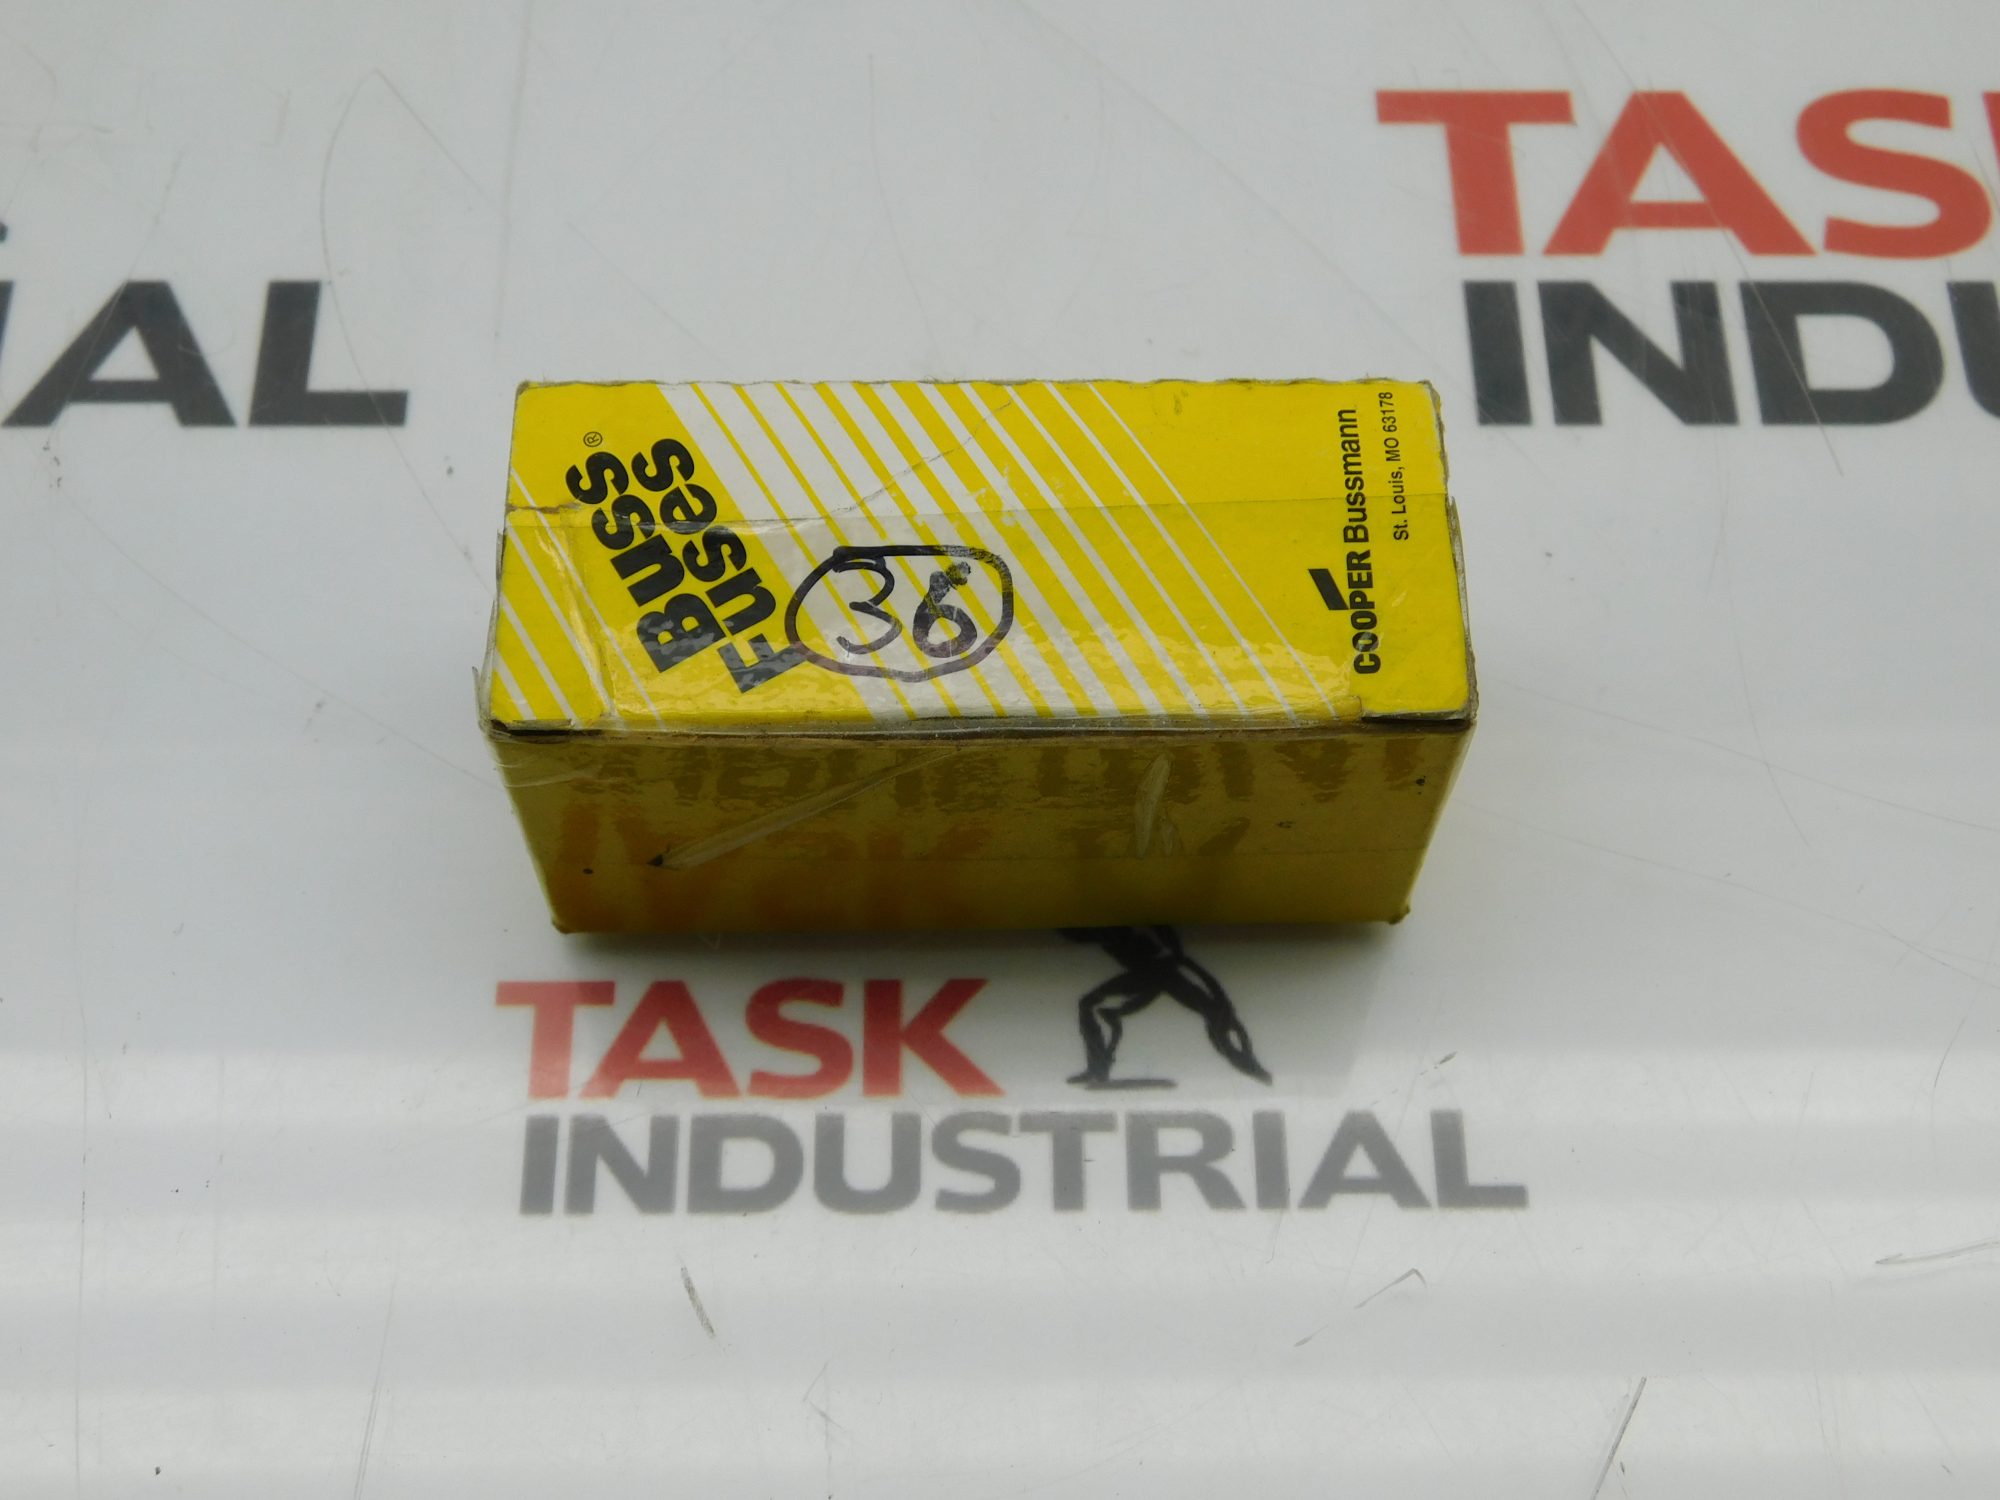 TASK
INDUSTRIAL
Buss®
Fuses
36
COOPER Bussmann
St. Louis, MO 63178
TASK
INDUSTRIAL